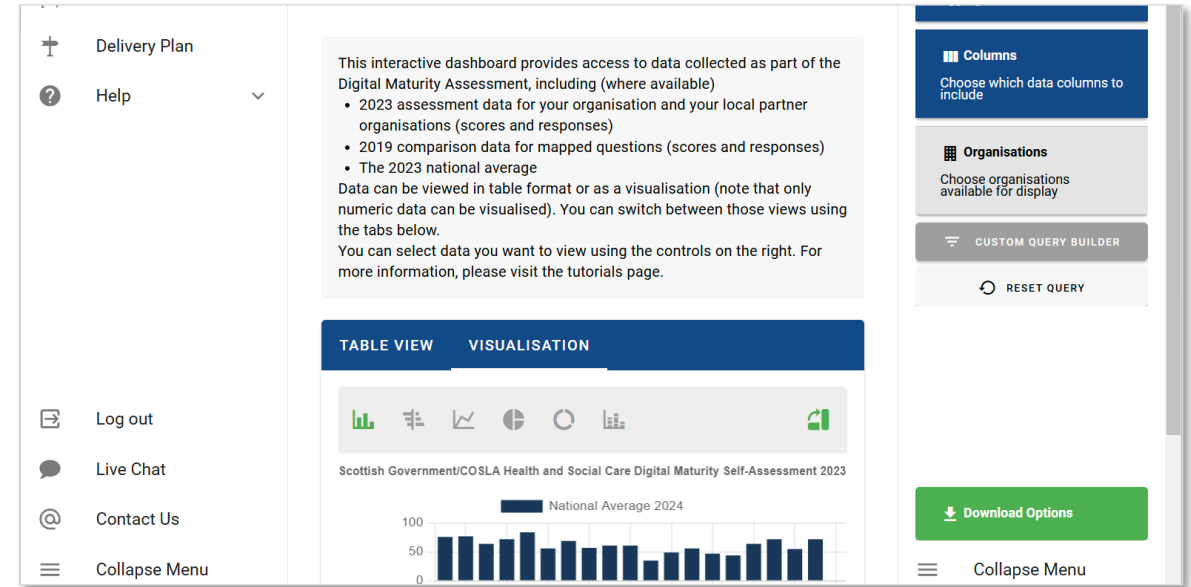 Delivery Plan
Help
Log out
Live Chat
Contact Us
Collapse Menu
This interactive dashboard provides access to data collected as part of the
Digital Maturity Assessment, including (where available)
• 2023 assessment data for your organisation and your local partner
organisations (scores and responses)
• 2019 comparison data for mapped questions (scores and responses)
• The 2023 national average
Data can be viewed in table format or as a visualisation (note that only
numeric data can be visualised). You can switch between those views using
the tabs below.
You can select data you want to view using the controls on the right. For
more information, please visit the tutorials page.
TABLE VIEW VISUALISATION
Scottish Government/COSLA Health and Social Care Digital Maturity Self-Assessment 2023
National Average 2024
100
50
0
Columns
Choose which data columns to
include
Organisations
Choose organisations
available for display
CUSTOM QUERY BUILDER
RESET QUERY
Download Options
Collapse Menu